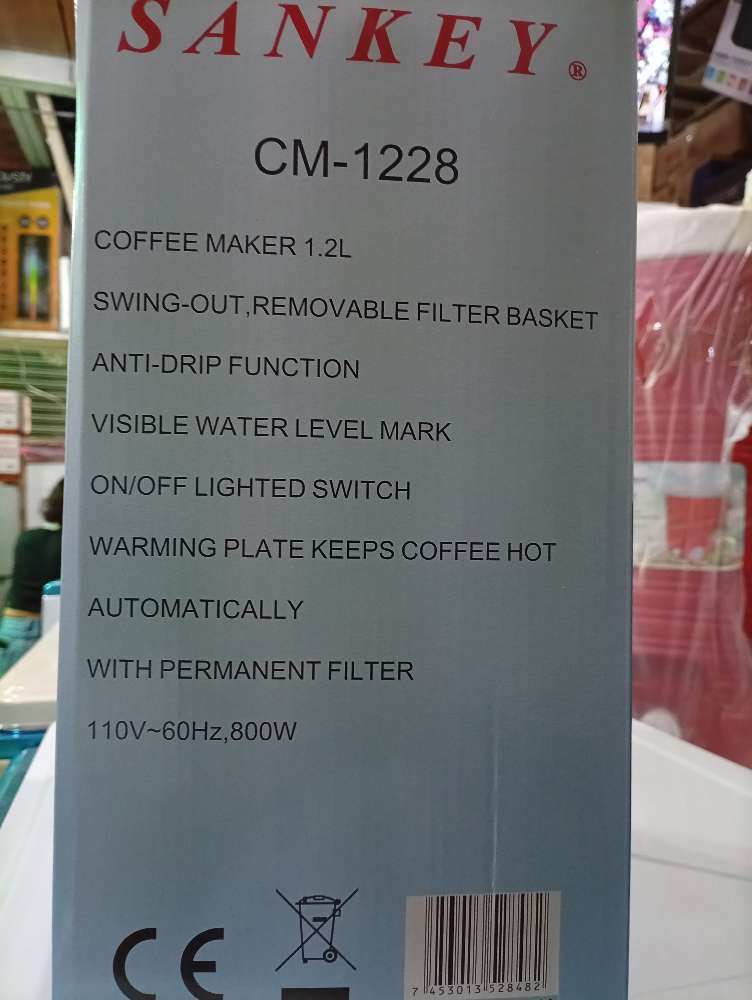 SANKEY®
CM-1228
COFFEE MAKER 1.2L
SWING-OUT,REMOVABLE FILTER BASKET
ANTI-DRIP FUNCTION
VISIBLE WATER LEVEL MARK
ON/OFF LIGHTED SWITCH
WARMING PLATE KEEPS COFFEE HOT
AUTOMATICALLY
WITH PERMANENT FILTER
110V~60Hz,800W
CE
7 453013 528482